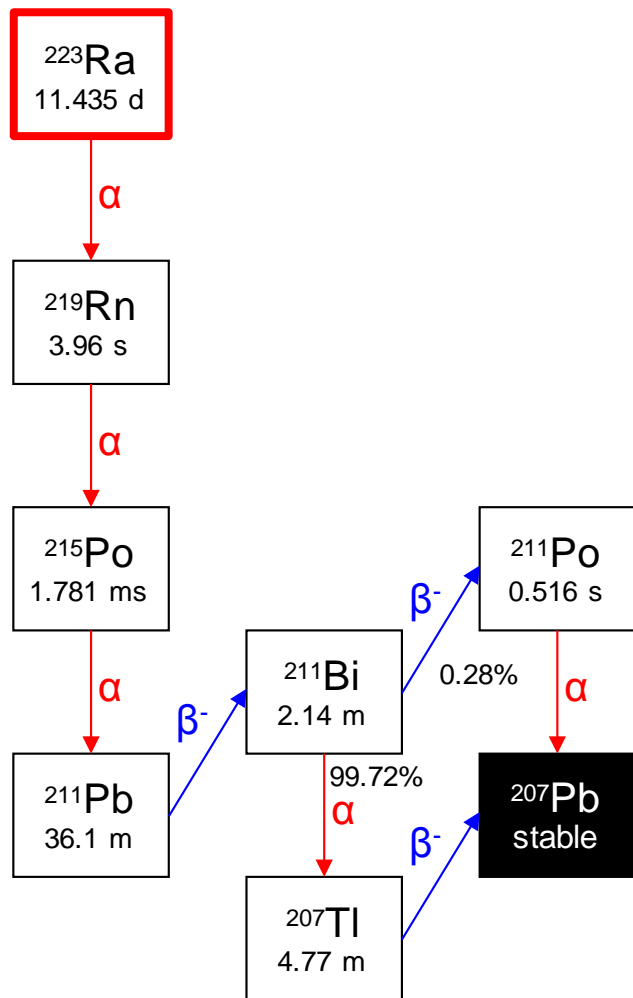 ²²³Ra
11.435 d
α
²¹⁹Rn
3.96 s
α
²¹⁵Po
1.781 ms
α
²¹¹Pb
36.1 m
β⁻
²¹¹Bi
2.14 m
β⁻
0.28%
²¹¹Po
0.516 s
α
99.72%
α
²⁰⁷Tl
4.77 m
β⁻
²⁰⁷Pb
stable